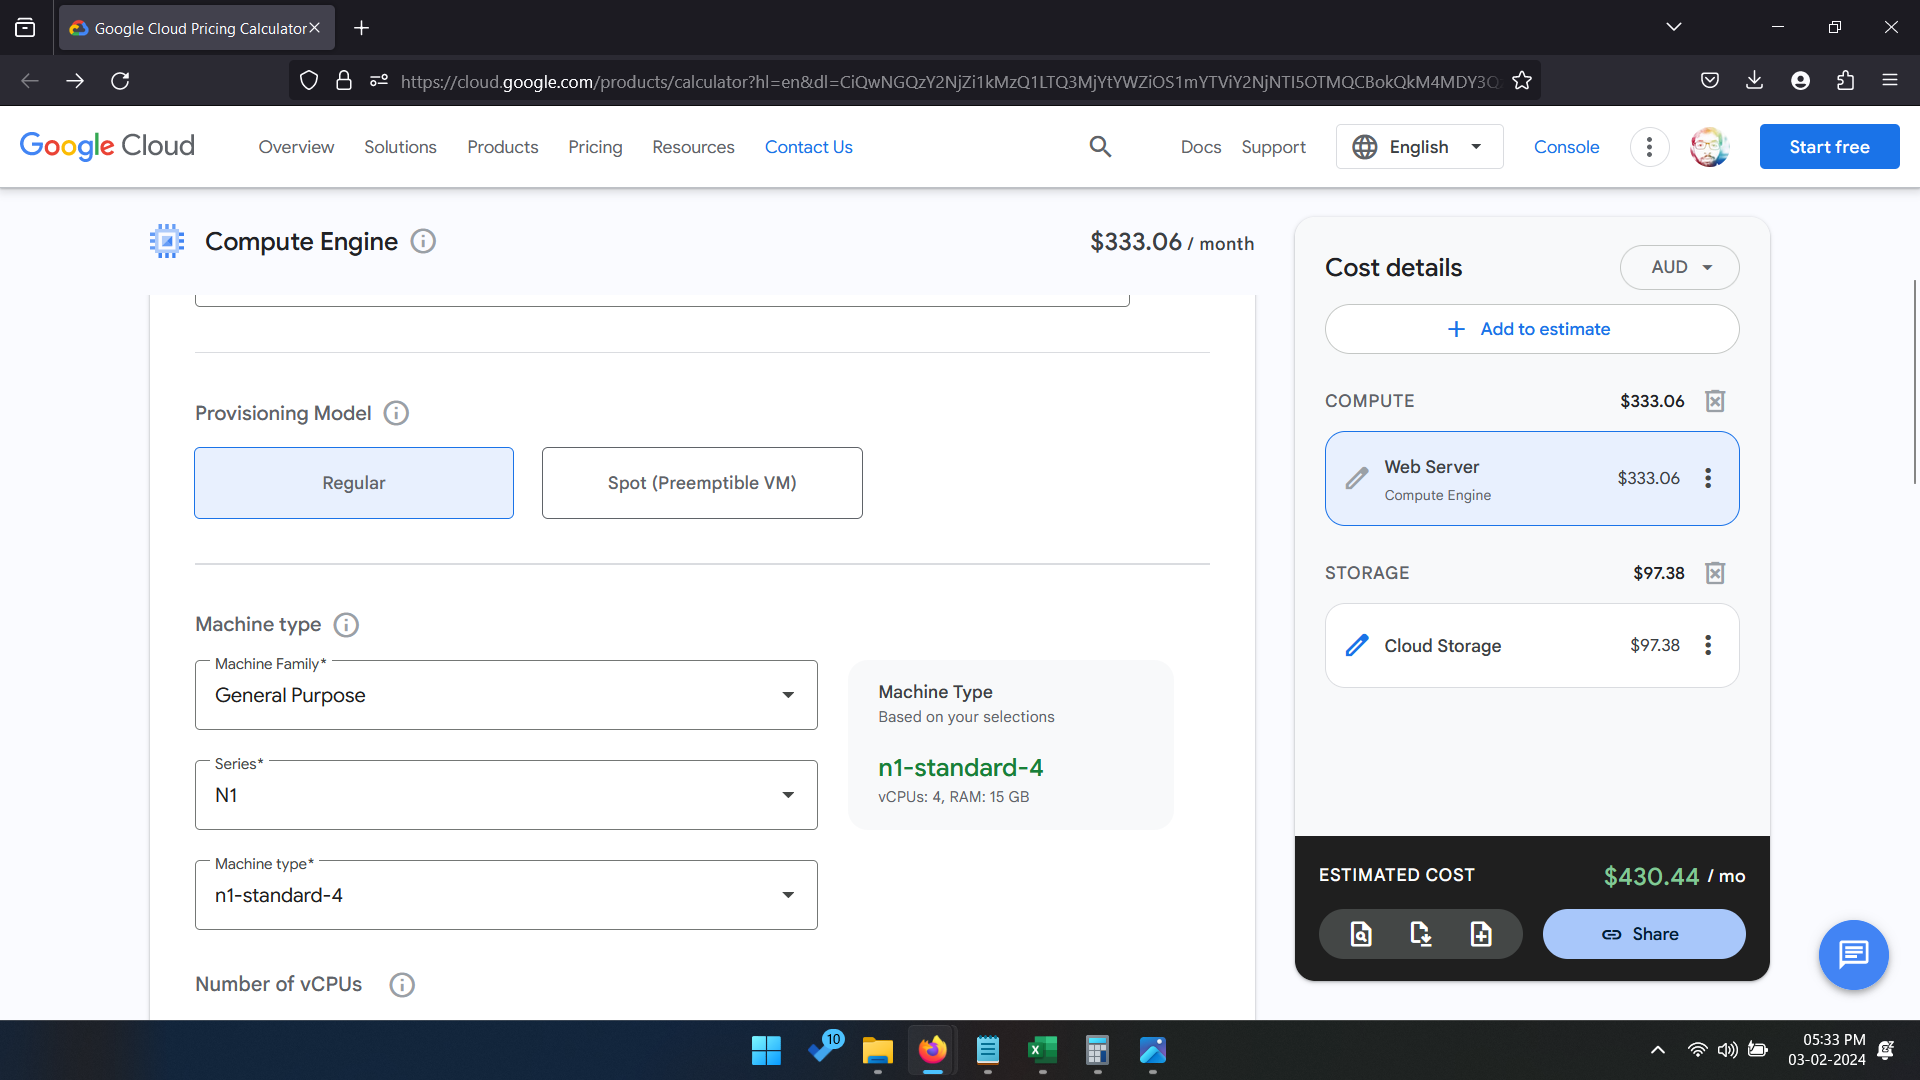 Google Cloud Pricing Calculator
https://cloud.google.com/products/calculator?hl=en&dl=CiQwNGQzY2NjZi1kMzQ1LTQ3MjYtYWZiOS1mYTViY2NjNTI5OTMQCBokQkM4MDY3Q
Google Cloud
Overview Solutions Products Pricing Resources Contact Us
Docs Support English Console Start free
Compute Engine
$333.06 / month
Provisioning Model
Regular
Spot (Preemptible VM)
Machine type
Machine Family*
General Purpose
Series*
N1
Machine type*
n1-standard-4
Machine Type
Based on your selections
n1-standard-4
vCPUs: 4, RAM: 15 GB
Number of vCPUs
Cost details
AUD
Add to estimate
COMPUTE $333.06
Web Server
Compute Engine
$333.06
STORAGE $97.38
Cloud Storage $97.38
ESTIMATED COST $430.44 / mo
Share
10
05:33 PM
03-02-2024